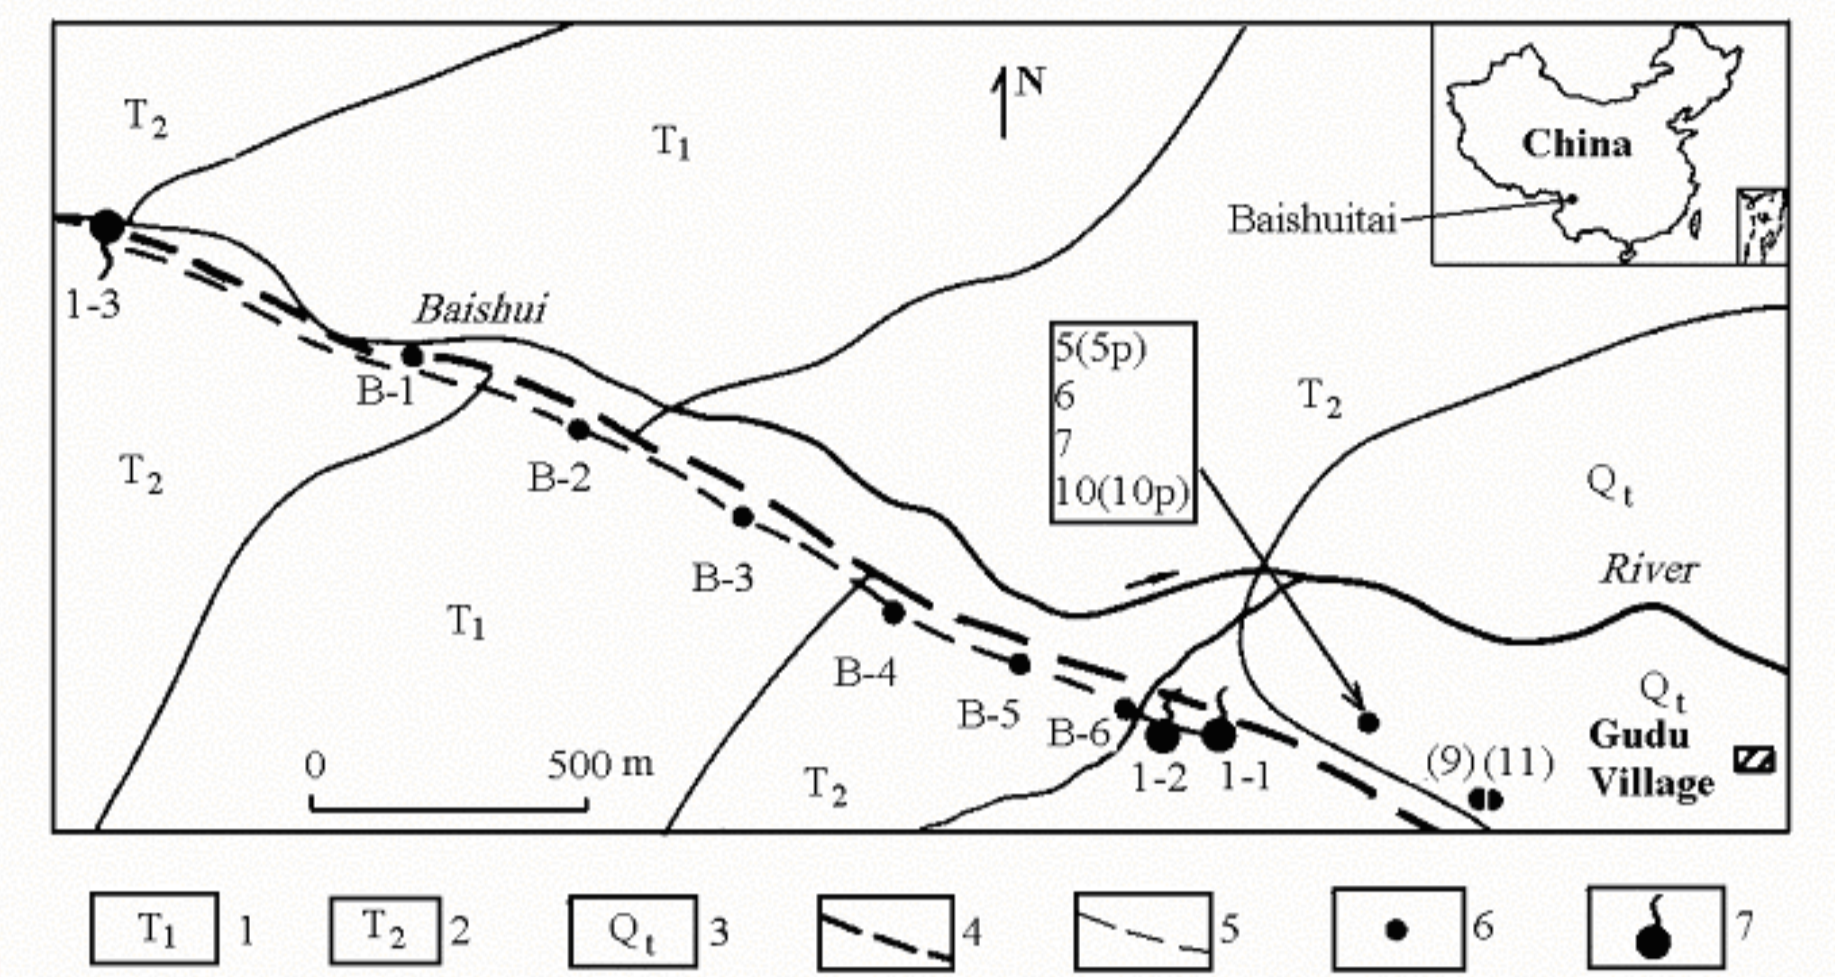 T2
T1
N
China
Baishuitai
1-3
Baishui
B-1
T2
B-2
B-3
T1
B-4
B-5
B-6
1-2
1-1
5(5p)
6
7
10(10p)
T2
Qt
River
Qt
Gudu
Village
(9)(11)
T2
0 500 m
T1 1
T2 2
Qt 3
4
5
6
7